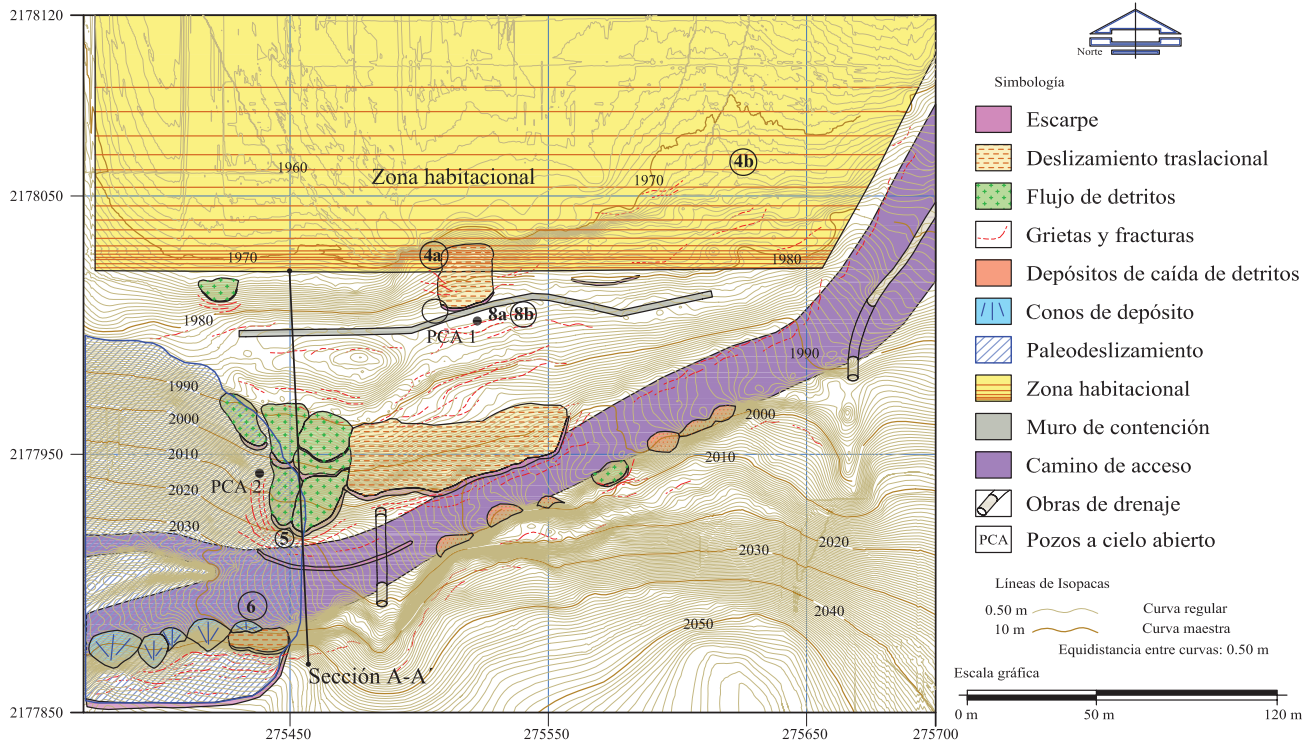 2178120
2178050
2177950
2177850
275450
275550
275650
275700
1960
Zona habitacional
1970
4b
1970
4a
1980
1980
8a
8b
PCA 1
1990
1990
2000
2000
2010
2010
PCA 2
2020
2030
5
2030
2020
2040
2050
6
Sección A-A´
Norte
Simbología
Escarpe
Deslizamiento traslacional
Flujo de detritos
Grietas y fracturas
Depósitos de caída de detritos
Conos de depósito
Paleodeslizamiento
Zona habitacional
Muro de contención
Camino de acceso
Obras de drenaje
PCA Pozos a cielo abierto
Líneas de Isopacas
0.50 m Curva regular
10 m Curva maestra
Equidistancia entre curvas: 0.50 m
Escala gráfica
0 m 50 m 120 m